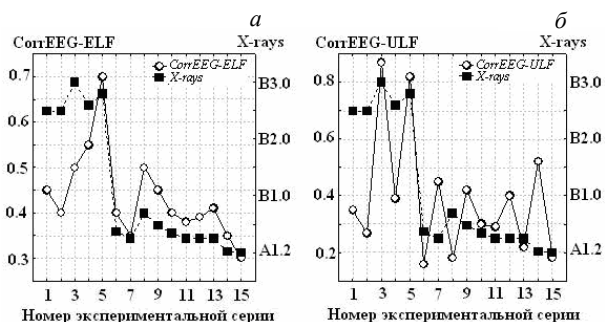 а
CorrEEG-ELF X-rays
CorrEEG-ELF
X-rays
0.7
0.6
0.5
0.4
0.3
B3.0
B2.0
B1.0
A1.2
1 3 5 7 9 11 13 15
Номер экспериментальной серии
б
CorrEEG-ULF X-rays
CorrEEG-ULF
X-rays
0.8
0.6
0.4
0.2
B3.0
B2.0
B1.0
A1.2
1 3 5 7 9 11 13 15
Номер экспериментальной серии